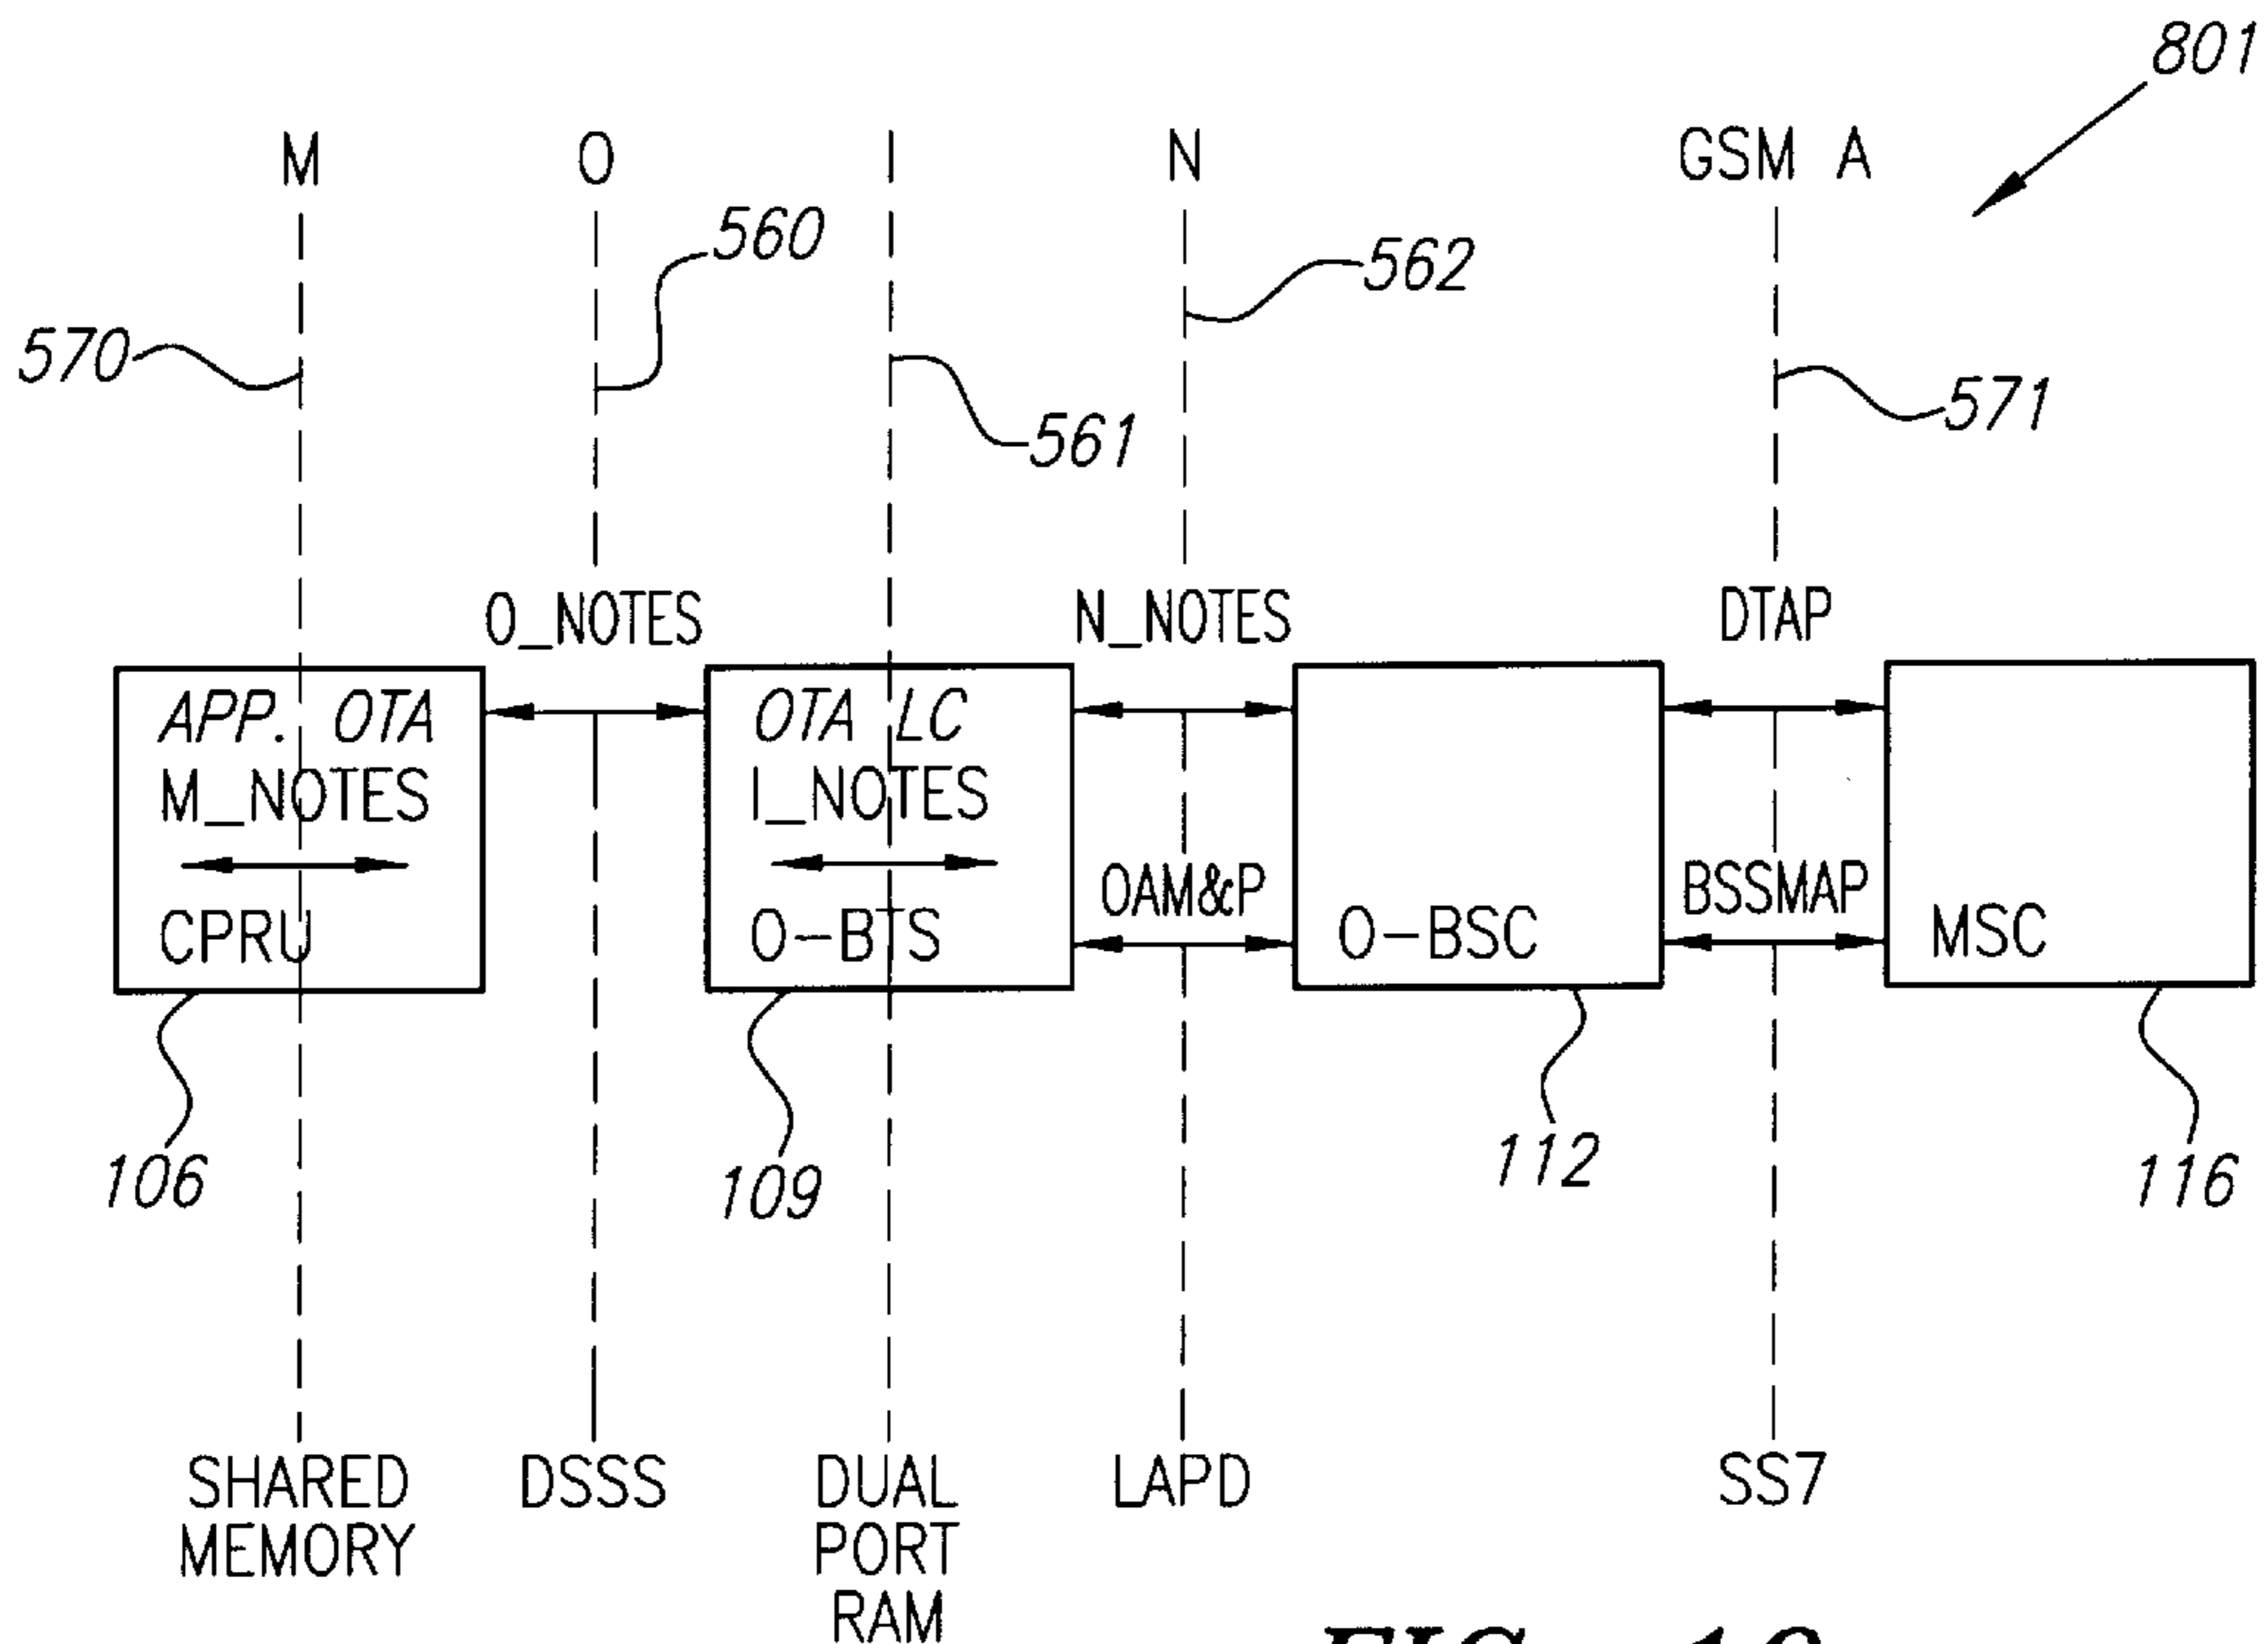 801
M
O
I
N
GSM A
560
562
570
561
571
O_NOTES
N_NOTES
DTAP
APP. OTA
M_NOTES
CPRU
OTA LC
I_NOTES
O-BTS
OAM&P
O-BSC
BSSMAP
MSC
106
109
112
116
SHARED
MEMORY
DSSS
DUAL
PORT
RAM
LAPD
SS7